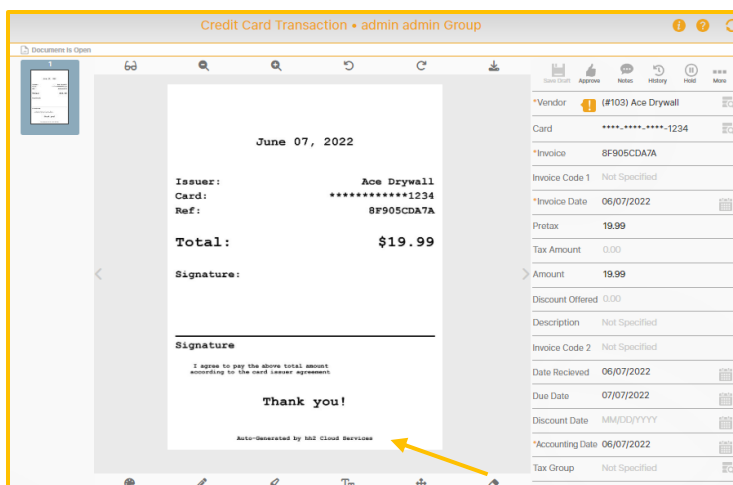 Credit Card Transaction • admin admin Group
Document Is Open
1
Save Draft Approve Notes History Hold More
June 07, 2022
Issuer: Ace Drywall
Card: ************1234
Ref: 8F905CDA7A
Total: $19.99
Signature:
Signature
I agree to pay the above total amount
according to the card issuer agreement
Thank you!
Auto-Generated by hh2 Cloud Services
*Vendor (#103) Ace Drywall
Card ****-****-****-1234
*Invoice 8F905CDA7A
Invoice Code 1 Not Specified
*Invoice Date 06/07/2022
Pretax 19.99
Tax Amount 0.00
Amount 19.99
Discount Offered 0.00
Description Not Specified
Invoice Code 2 Not Specified
Date Recieved 06/07/2022
Due Date 07/07/2022
Discount Date MM/DD/YYYY
*Accounting Date 06/07/2022
Tax Group Not Specified